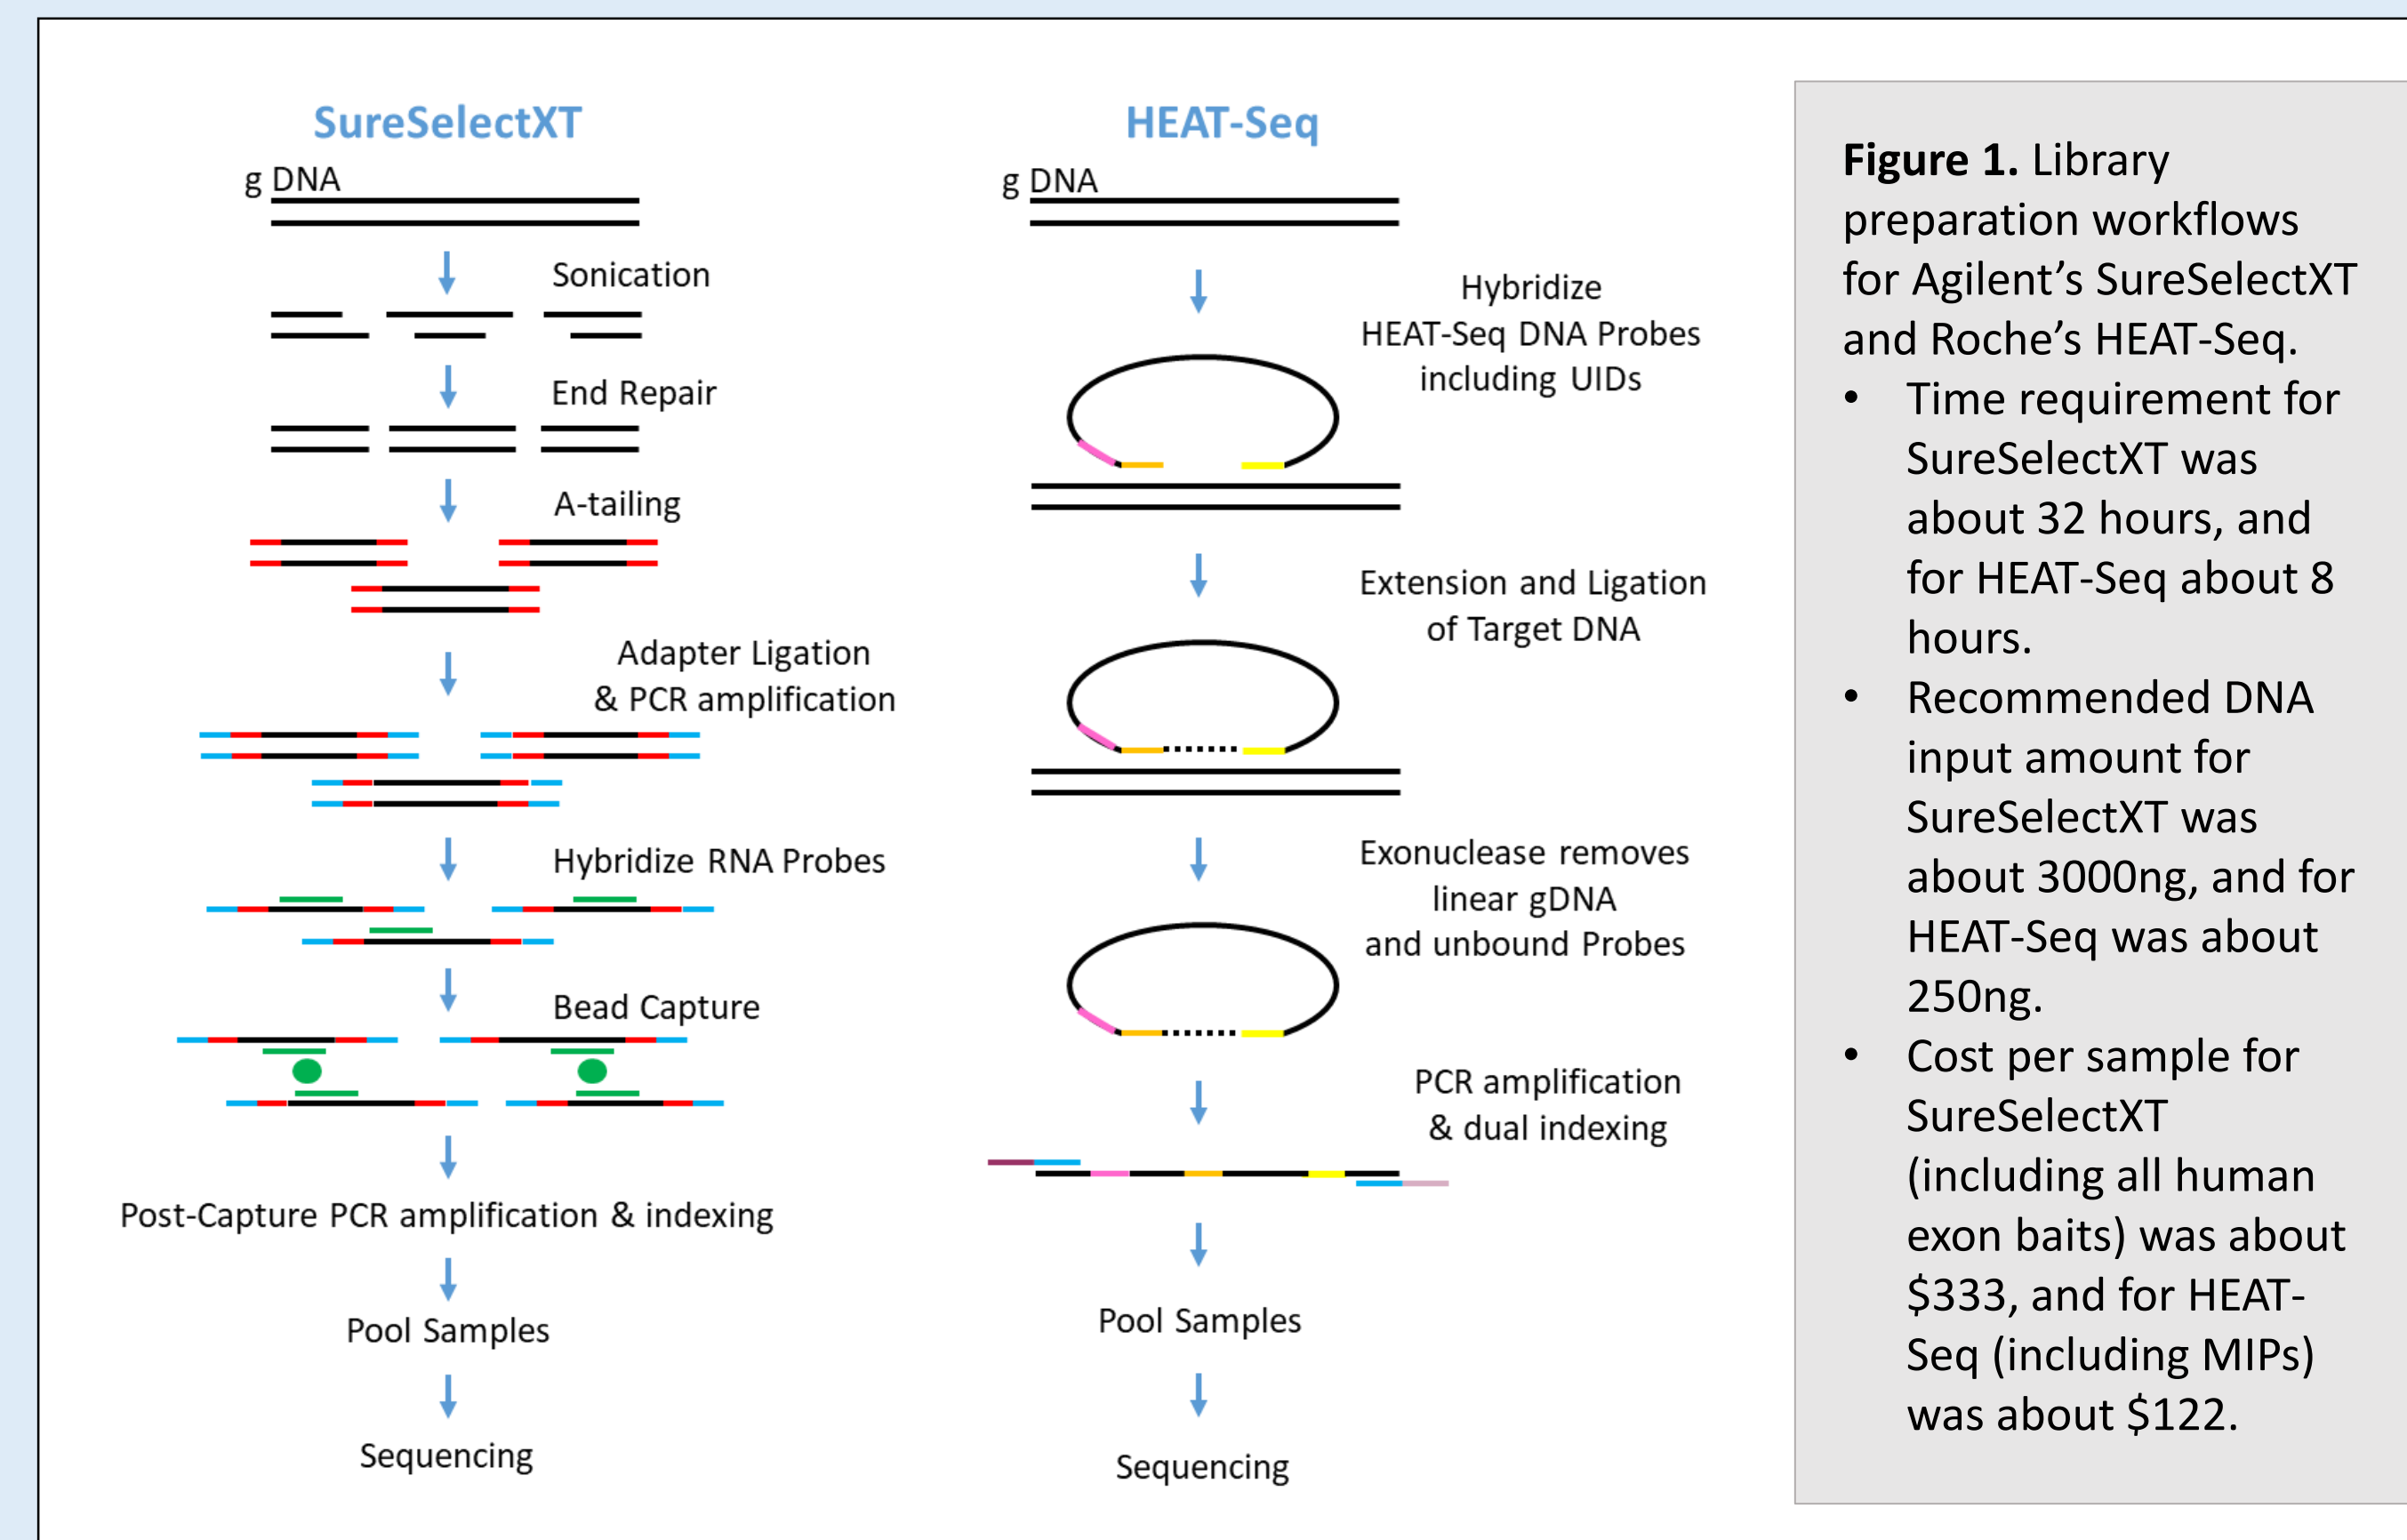 SureSelectXT
g DNA
Sonication
End Repair
A-tailing
Adapter Ligation
& PCR amplification
Hybridize RNA Probes
Bead Capture
Post-Capture PCR amplification & indexing
Pool Samples
Sequencing
HEAT-Seq
g DNA
Hybridize
HEAT-Seq DNA Probes
including UIDs
Extension and Ligation
of Target DNA
Exonuclease removes
linear gDNA
and unbound Probes
PCR amplification
& dual indexing
Pool Samples
Sequencing
Figure 1. Library
preparation workflows
for Agilent’s SureSelectXT
and Roche’s HEAT-Seq.
• Time requirement for
SureSelectXT was
about 32 hours, and
for HEAT-Seq about 8
hours.
• Recommended DNA
input amount for
SureSelectXT was
about 3000ng, and for
HEAT-Seq was about
250ng.
• Cost per sample for
SureSelectXT
(including all human
exon baits) was about
$333, and for HEAT-
Seq (including MIPs)
was about $122.